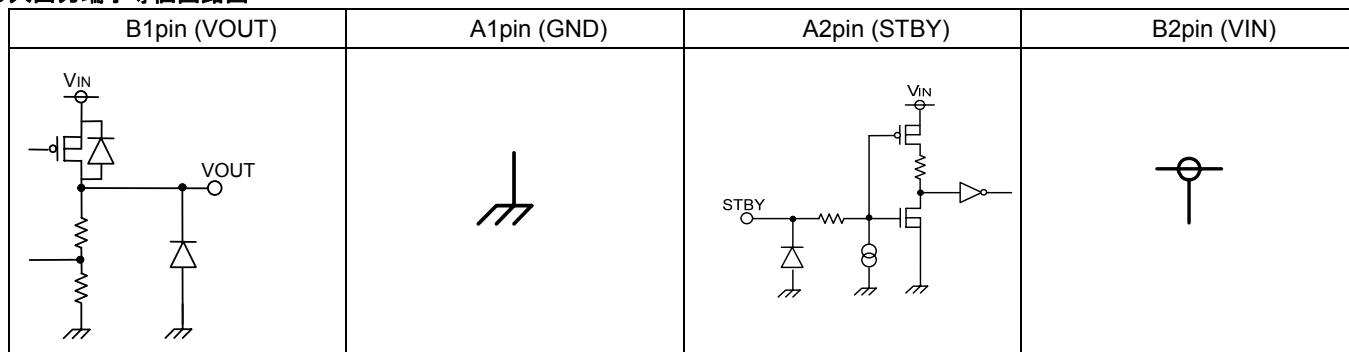 B1pin (VOUT)
A1pin (GND)
A2pin (STBY)
B2pin (VIN)
VIN
VOUT
VIN
STBY